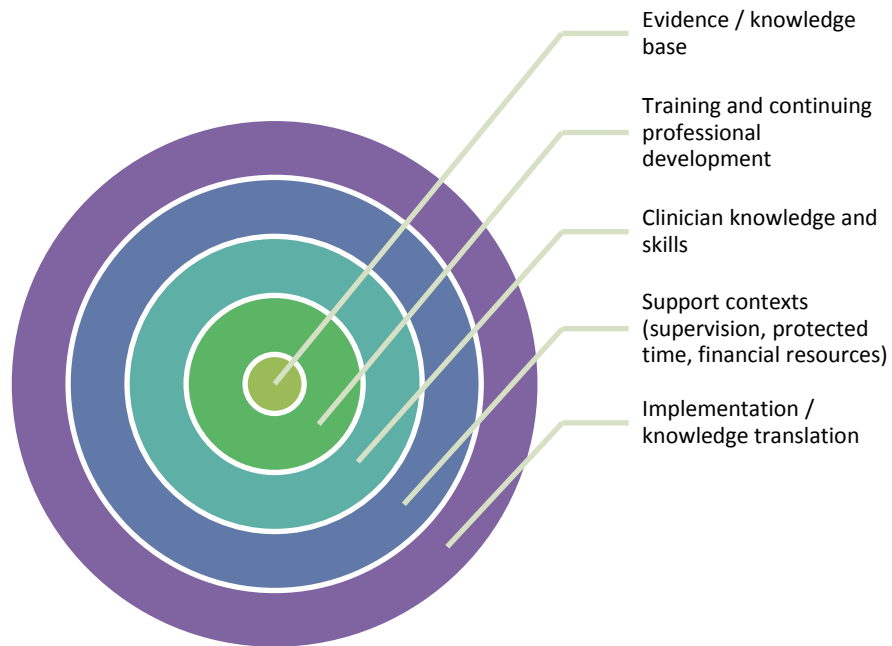 Evidence / knowledge
base
Training and continuing
professional
development
Clinician knowledge and
skills
Support contexts
(supervision, protected
time, financial resources)
Implementation /
knowledge translation